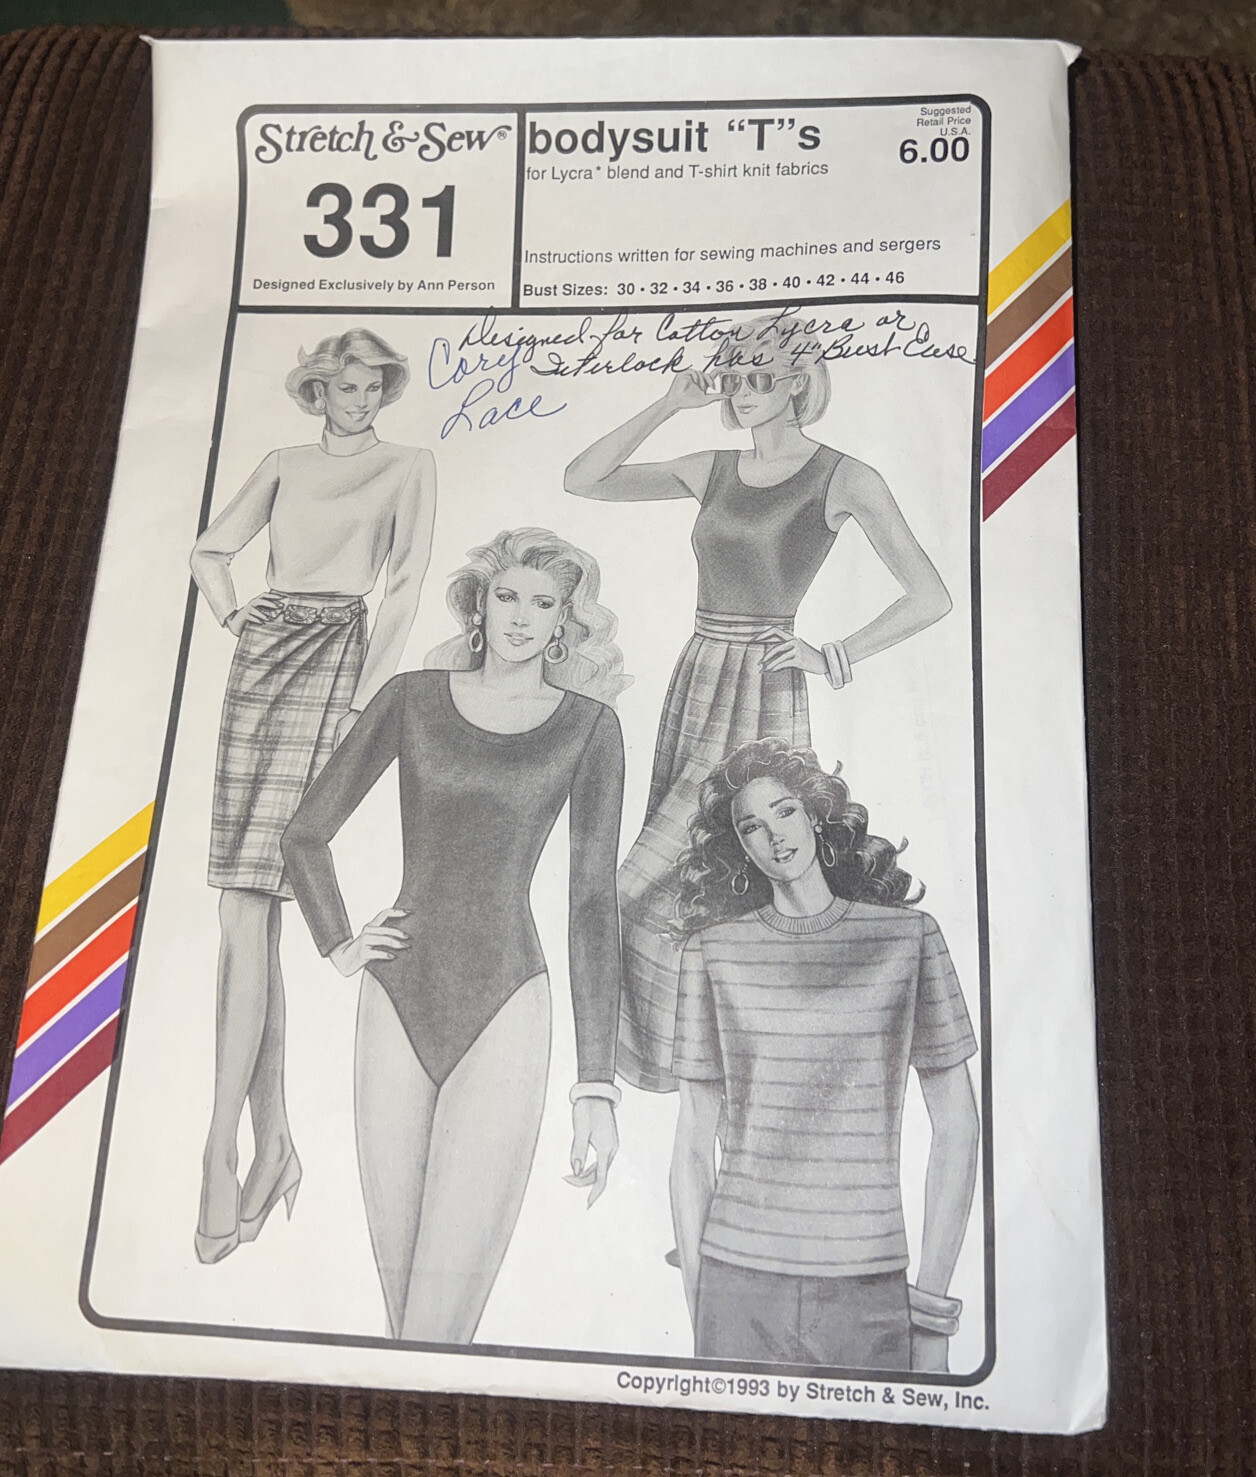 Stretch & Sew®
331
Designed Exclusively by Ann Person
bodysuit “T”s
for Lycra* blend and T-shirt knit fabrics
Suggested
Retail Price
U.S.A.
6.00
Instructions written for sewing machines and sergers
Bust Sizes: 30 • 32 • 34 • 36 • 38 • 40 • 42 • 44 • 46
Designed for Cotton Lycra or
Interlock has 4" Bust Ease
Cory
Lace
Copyright©1993 by Stretch & Sew, Inc.